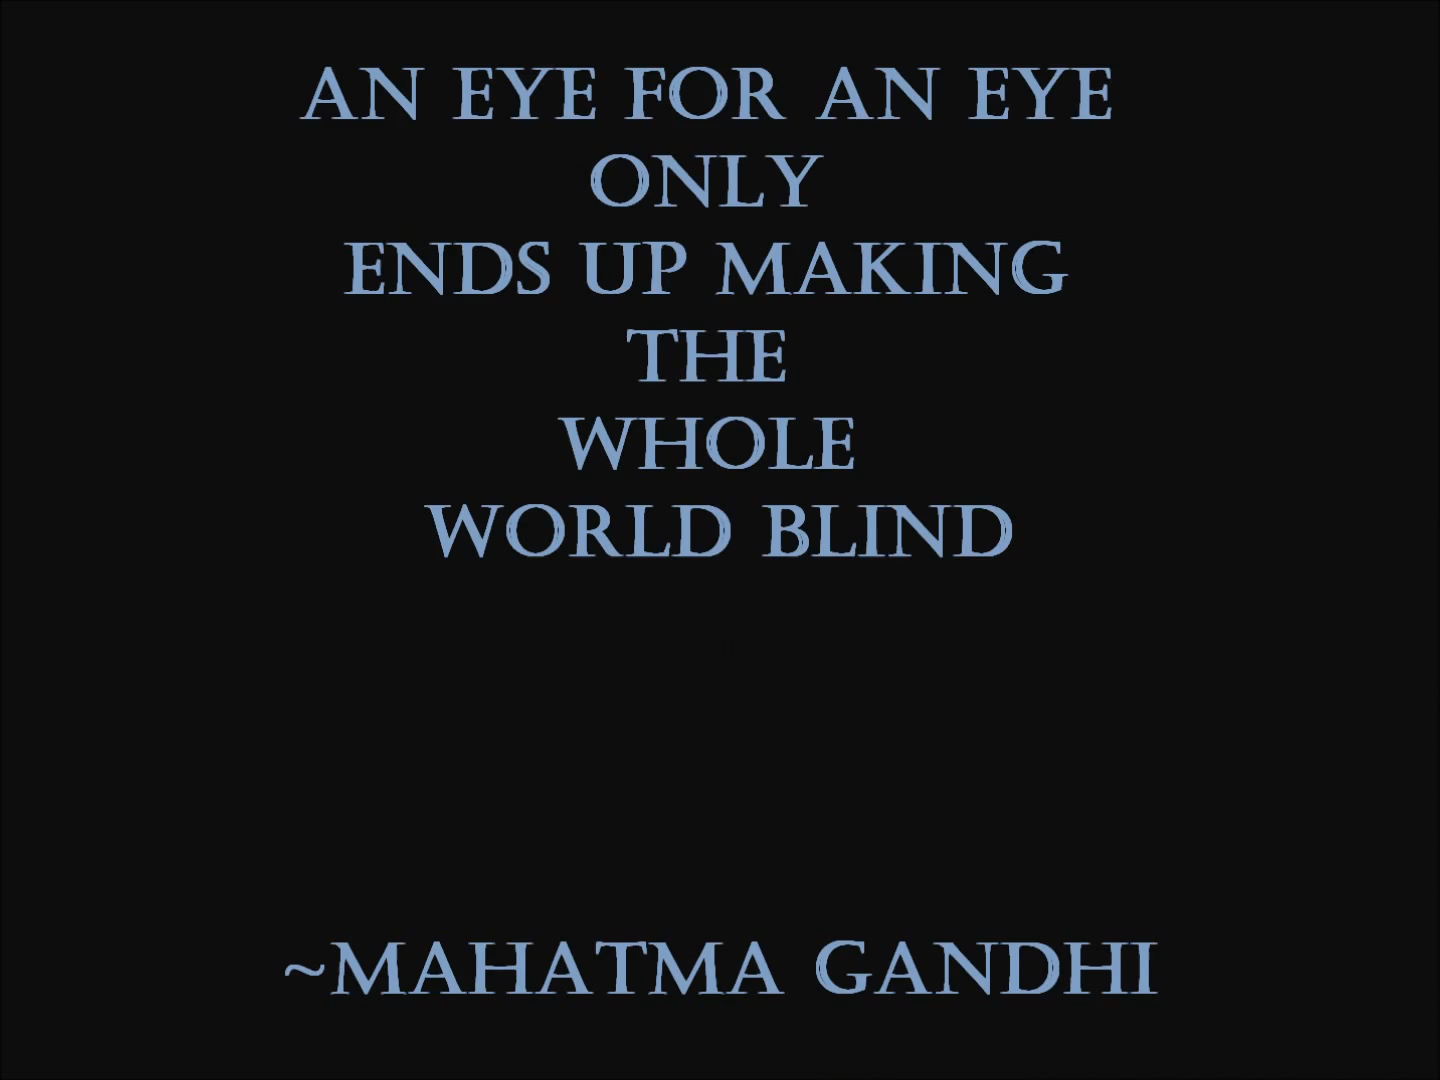 AN EYE FOR AN EYE
ONLY
ENDS UP MAKING
THE
WHOLE
WORLD BLIND
~MAHATMA GANDHI